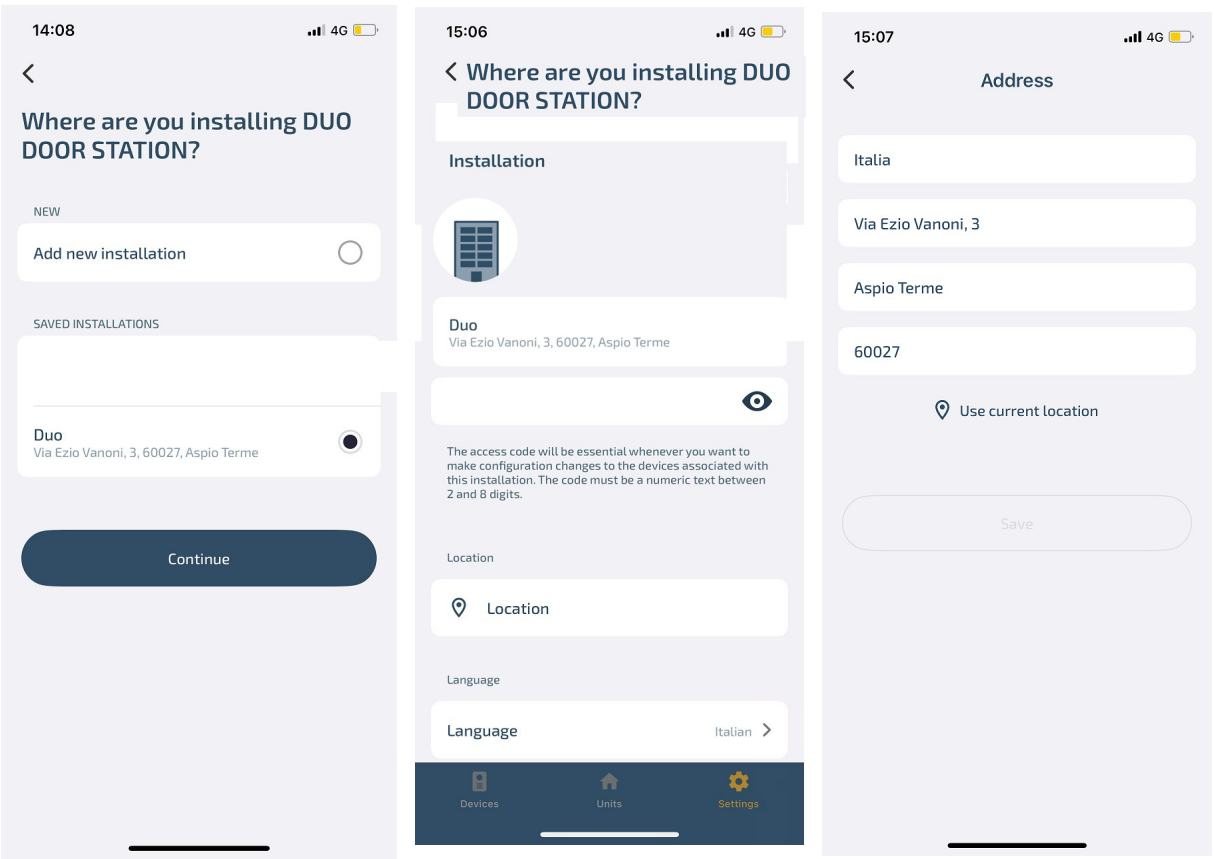 14:08
4G
Where are you installing DUO
DOOR STATION?
NEW
Add new installation
SAVED INSTALLATIONS
Duo
Via Ezio Vanoni, 3, 60027, Aspio Terme
Continue
15:06
4G
Where are you installing DUO
DOOR STATION?
Installation
Duo
Via Ezio Vanoni, 3, 60027, Aspio Terme
The access code will be essential whenever you want to
make configuration changes to the devices associated with
this installation. The code must be a numeric text between
2 and 8 digits.
Location
Location
Language
Language Italian
Devices Units Settings
15:07
4G
Address
Italia
Via Ezio Vanoni, 3
Aspio Terme
60027
Use current location
Save